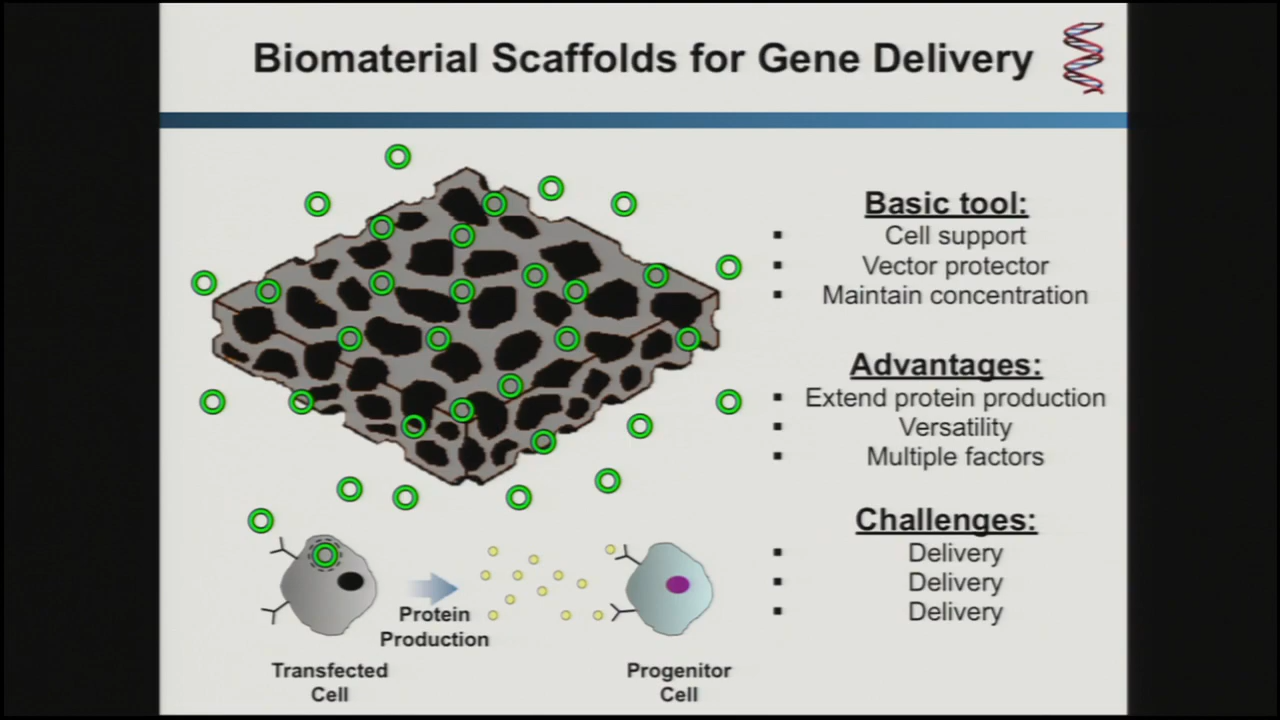 Biomaterial Scaffolds for Gene Delivery
Basic tool:
▪ Cell support
▪ Vector protector
▪ Maintain concentration
Advantages:
▪ Extend protein production
▪ Versatility
▪ Multiple factors
Challenges:
▪ Delivery
▪ Delivery
▪ Delivery
Protein
Production
Transfected
Cell
Progenitor
Cell